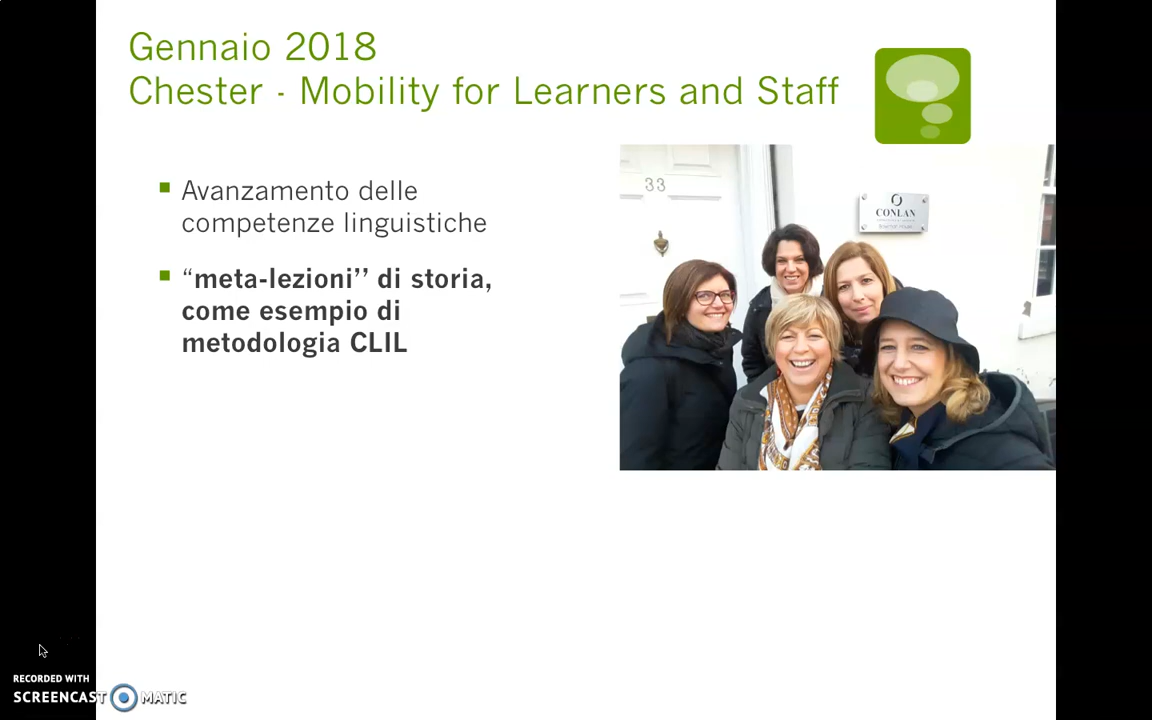 Gennaio 2018
Chester - Mobility for Learners and Staff
Avanzamento delle
competenze linguistiche
“meta-lezioni’’ di storia,
come esempio di
metodologia CLIL
33
CONLAN
RECORDED WITH
SCREENCAST MATIC